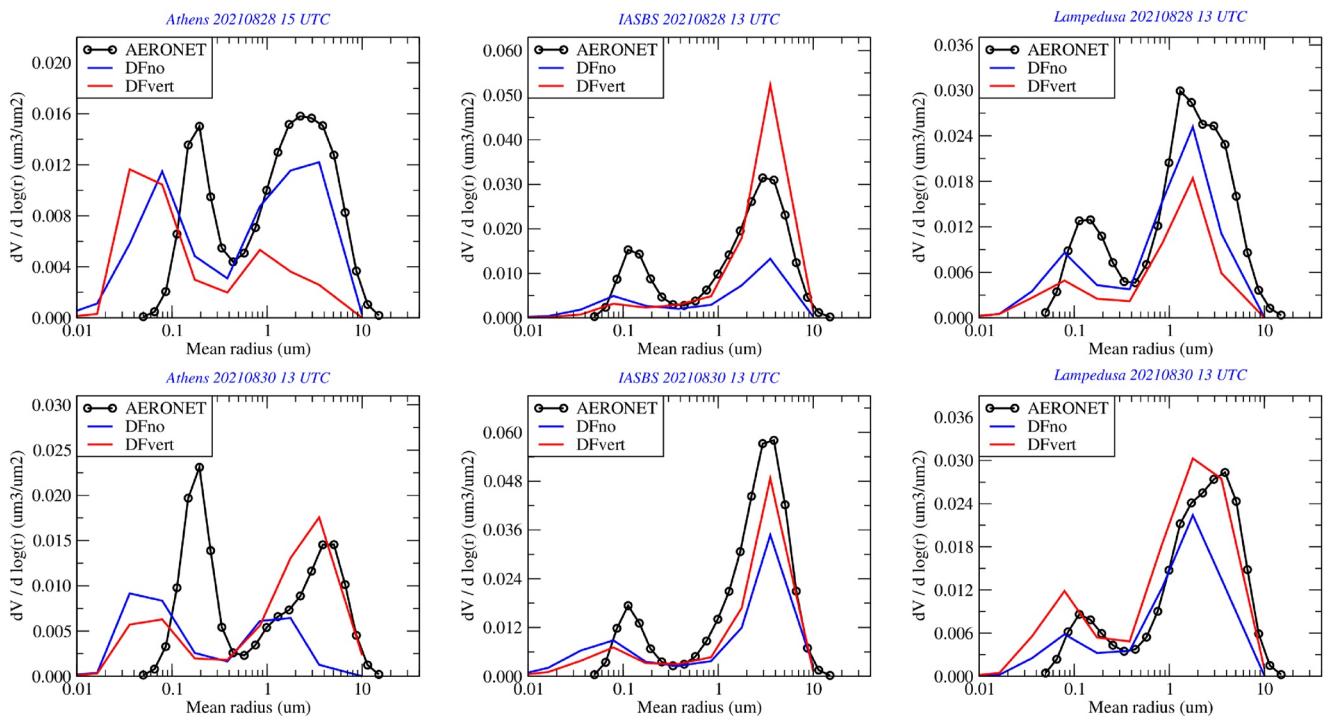 Athens 20210828 15 UTC
AERONET
DFno
DFvert
dV / d log(r) (um3/um2)
0.020
0.016
0.012
0.008
0.004
0.000
0.01 0.1 1 10
Mean radius (um)
IASBS 20210828 13 UTC
AERONET
DFno
DFvert
dV / d log(r) (um3/um2)
0.060
0.050
0.040
0.030
0.020
0.010
0.000
0.1 1 10
Mean radius (um)
Lampedusa 20210828 13 UTC
AERONET
DFno
DFvert
dV / d log(r) (um3/um2)
0.036
0.030
0.024
0.018
0.012
0.006
0.000
0.01 0.1 1 10
Mean radius (um)
Athens 20210830 13 UTC
AERONET
DFno
DFvert
dV / d log(r) (um3/um2)
0.030
0.025
0.020
0.015
0.010
0.005
0.000
0.01 0.1 1 10
Mean radius (um)
IASBS 20210830 13 UTC
AERONET
DFno
DFvert
dV / d log(r) (um3/um2)
0.060
0.048
0.036
0.024
0.012
0.000
0.1 1 10
Mean radius (um)
Lampedusa 20210830 13 UTC
AERONET
DFno
DFvert
dV / d log(r) (um3/um2)
0.036
0.030
0.024
0.018
0.012
0.006
0.000
0.01 0.1 1 10
Mean radius (um)